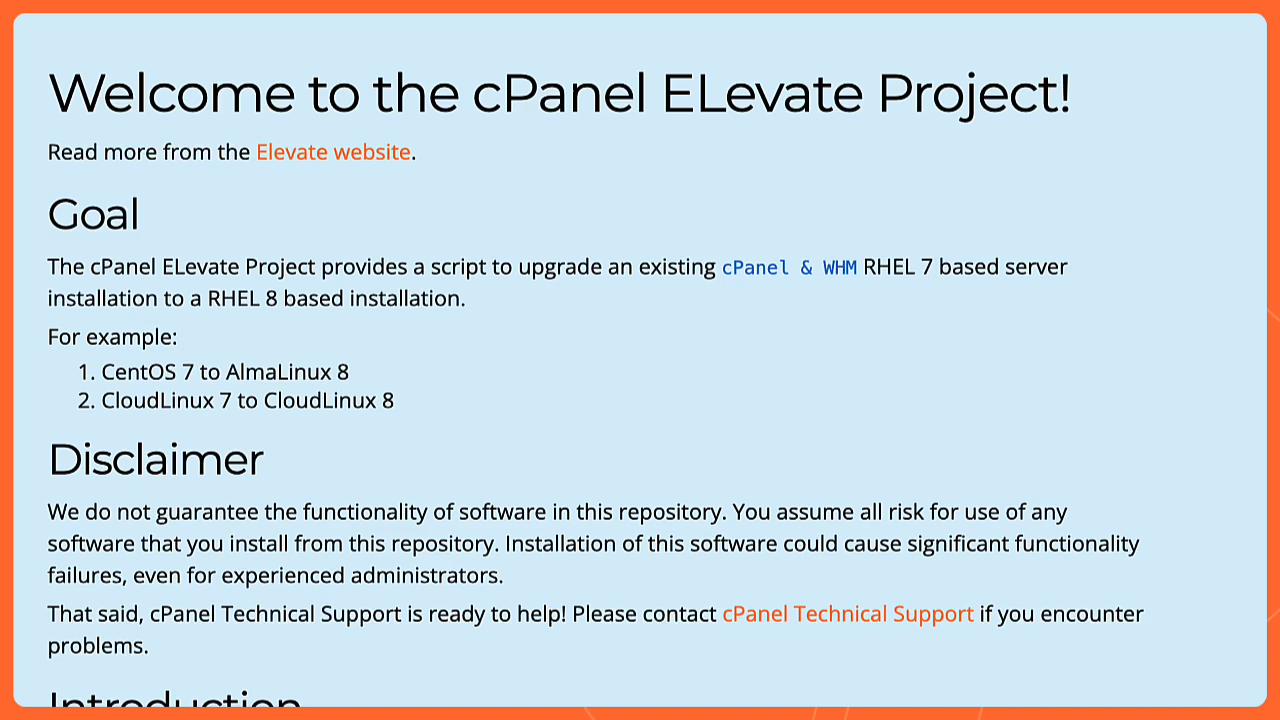 Welcome to the cPanel ELevate Project!
Read more from the Elevate website.
Goal
The cPanel ELevate Project provides a script to upgrade an existing cPanel & WHM RHEL 7 based server
installation to a RHEL 8 based installation.
For example:
1. CentOS 7 to AlmaLinux 8
2. CloudLinux 7 to CloudLinux 8
Disclaimer
We do not guarantee the functionality of software in this repository. You assume all risk for use of any
software that you install from this repository. Installation of this software could cause significant functionality
failures, even for experienced administrators.
That said, cPanel Technical Support is ready to help! Please contact cPanel Technical Support if you encounter
problems.
Introduction